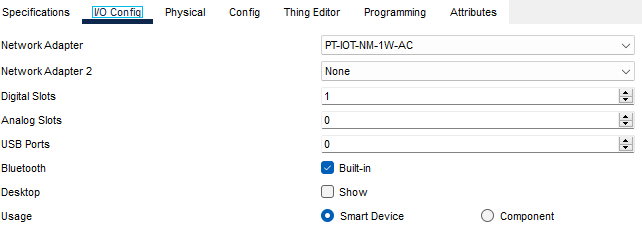 Specifications I/O Config Physical Config Thing Editor Programming Attributes
Network Adapter PT-IOT-NM-1W-AC
Network Adapter 2 None
Digital Slots 1
Analog Slots 0
USB Ports 0
Bluetooth Built-in
Desktop Show
Usage Smart Device Component